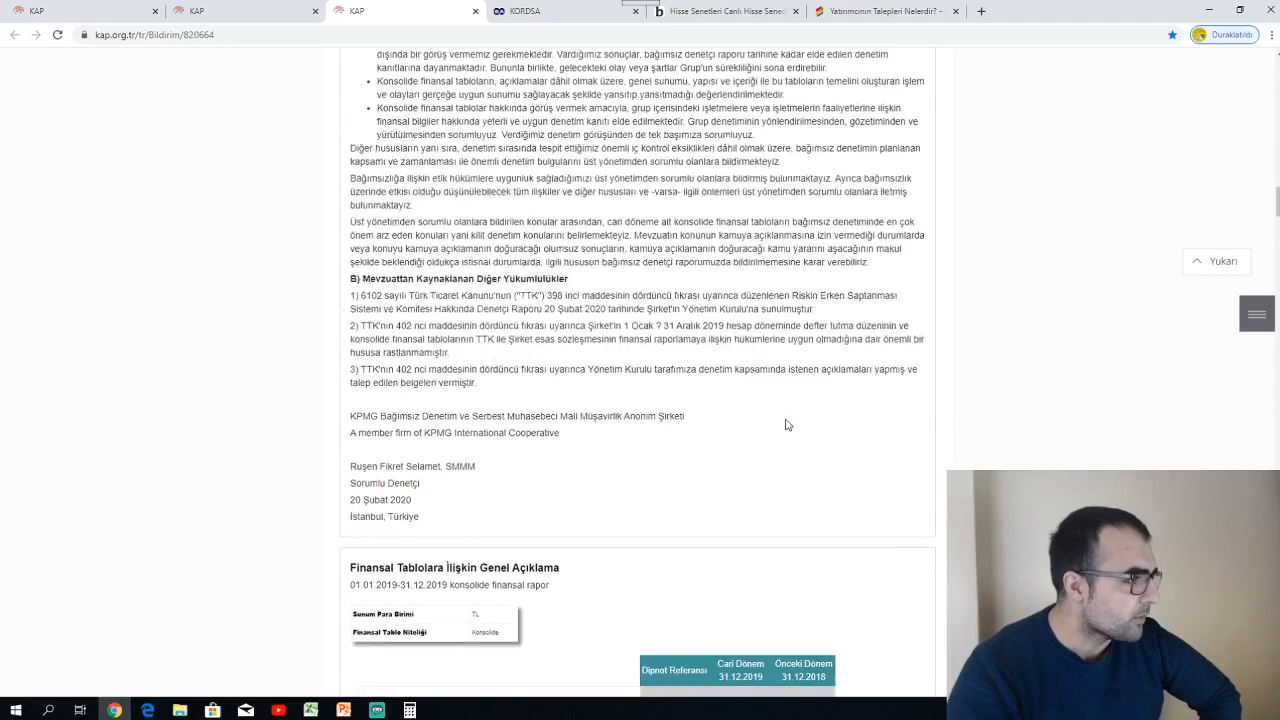 KAP
KAP
KAP
KORDSA
Hisse Senetleri Canlı Hisse Senet
Yatırımcının Talepleri Nelerdir? –
kap.org.tr/tr/Bildirim/820664
Duraklatıldı
dışında bir görüş vermemiz gerekmektedir. Vardığımız sonuçlar, bağımsız denetçi raporu tarihine kadar elde edilen denetim
kanıtlarına dayanmaktadır. Bununla birlikte, gelecekteki olay veya şartlar Grup'un sürekliliğini sona erdirebilir.
• Konsolide finansal tabloların, açıklamalar dâhil olmak üzere, genel sunumu, yapısı ve içeriği ile bu tabloların temelini oluşturan işlem
ve olayları gerçeğe uygun sunumu sağlayacak şekilde yansıtıp yansıtmadığı değerlendirilmektedir.
• Konsolide finansal tablolar hakkında görüş vermek amacıyla, grup içerisindeki işletmelere veya işletmelerin faaliyetlerine ilişkin
finansal bilgiler hakkında yeterli ve uygun denetim kanıtı elde edilmektedir. Grup denetiminin yönlendirilmesinden, gözetiminden ve
yürütülmesinden sorumluyuz. Verdiğimiz denetim görüşünden de tek başımıza sorumluyuz.
Diğer hususların yanı sıra, denetim sırasında tespit ettiğimiz önemli iç kontrol eksiklikleri dâhil olmak üzere, bağımsız denetimin planlanan
kapsamı ve zamanlaması ile önemli denetim bulgularını üst yönetimden sorumlu olanlara bildirmekteyiz
Bağımsızlığa ilişkin etik hükümlere uygunluk sağladığımızı üst yönetimden sorumlu olanlara bildirmiş bulunmaktayız. Ayrıca bağımsızlık
üzerinde etkisi olduğu düşünülebilecek tüm ilişkiler ve diğer hususları ve -varsa- ilgili önlemleri üst yönetimden sorumlu olanlara iletmiş
bulunmaktayız.
Üst yönetimden sorumlu olanlara bildirilen konular arasından, cari döneme ait konsolide finansal tabloların bağımsız denetiminde en çok
önem arz eden konuları yani kilit denetim konularını belirlemekteyiz. Mevzuatın konunun kamuya açıklanmasına izin vermediği durumlarda
veya konuyu kamuya açıklamanın doğuracağı olumsuz sonuçların, kamuya açıklamanın doğuracağı kamu yararını aşacağının makul
şekilde beklendiği oldukça istisnai durumlarda, ilgili hususun bağımsız denetçi raporumuzda bildirilmemesine karar verebiliriz.
B) Mevzuattan Kaynaklanan Diğer Yükümlülükler
1) 6102 sayılı Türk Ticaret Kanunu'nun ("TTK") 398 inci maddesinin dördüncü fıkrası uyarınca düzenlenen Riskin Erken Saptanması
Sistemi ve Komitesi Hakkında Denetçi Raporu 20 Şubat 2020 tarihinde Şirket'in Yönetim Kurulu'na sunulmuştur.
2) TTK'nın 402 nci maddesinin dördüncü fıkrası uyarınca Şirket'in 1 Ocak ? 31 Aralık 2019 hesap döneminde defter tutma düzeninin ve
konsolide finansal tablolarının TTK ile Şirket esas sözleşmesinin finansal raporlamaya ilişkin hükümlerine uygun olmadığına dair önemli bir
hususa rastlanmamıştır.
3) TTK'nın 402 nci maddesinin dördüncü fıkrası uyarınca Yönetim Kurulu tarafımıza denetim kapsamında istenen açıklamaları yapmış ve
talep edilen belgeleri vermiştir.
KPMG Bağımsız Denetim ve Serbest Muhasebeci Mali Müşavirlik Anonim Şirketi
A member firm of KPMG International Cooperative
Ruşen Fikret Selamet, SMMM
Sorumlu Denetçi
20 Şubat 2020
İstanbul, Türkiye
Yukarı
Finansal Tablolara İlişkin Genel Açıklama
01.01.2019-31.12.2019 konsolide finansal rapor
Sunum Para Birimi TL
Finansal Tablo Niteliği Konsolide
Dipnot Referansı Cari Dönem 31.12.2019 Önceki Dönem 31.12.2018